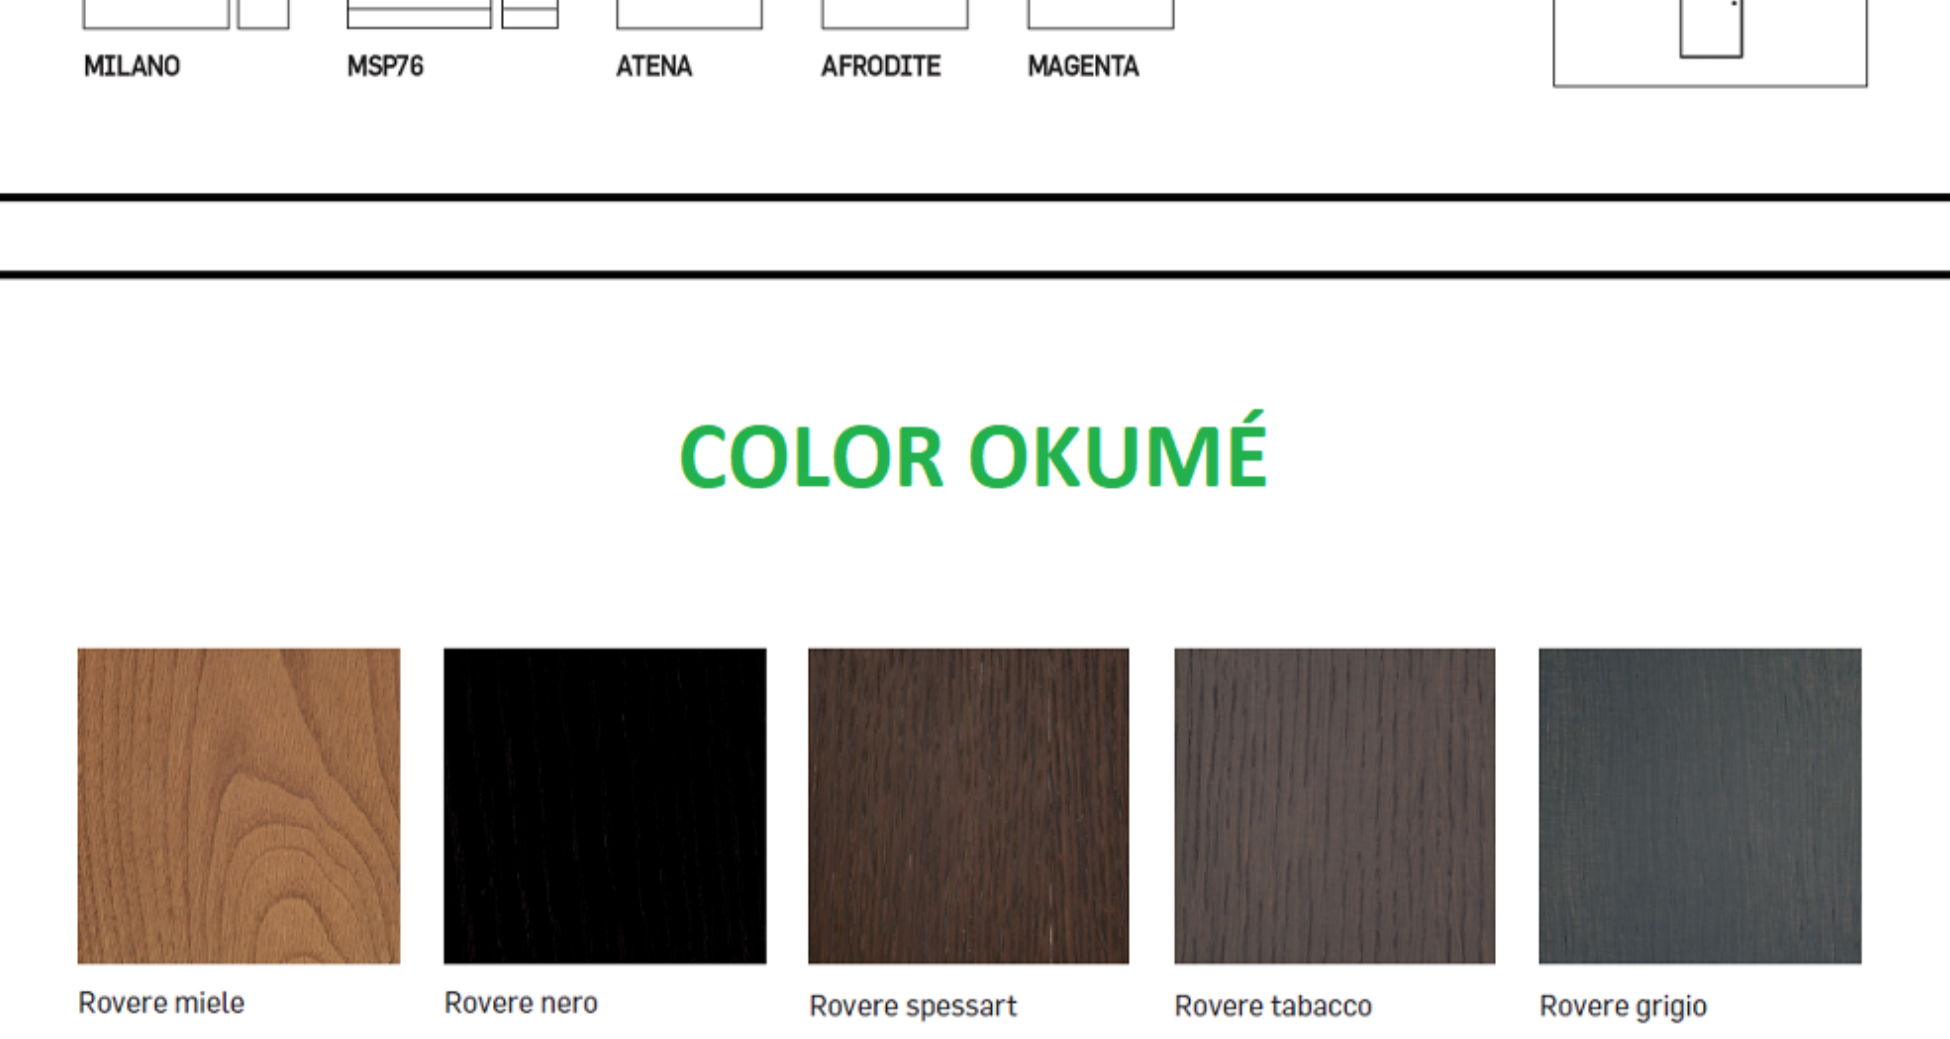 MILANO MSP76 ATENA AFRODITE MAGENTA
COLOR OKUMÉ
Rovere miele Rovere nero Rovere spessart Rovere tabacco Rovere grigio